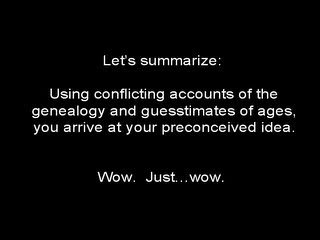 Let's summarize:
Using conflicting accounts of the
genealogy and guesstimates of ages,
you arrive at your preconceived idea.
Wow. Just...wow.